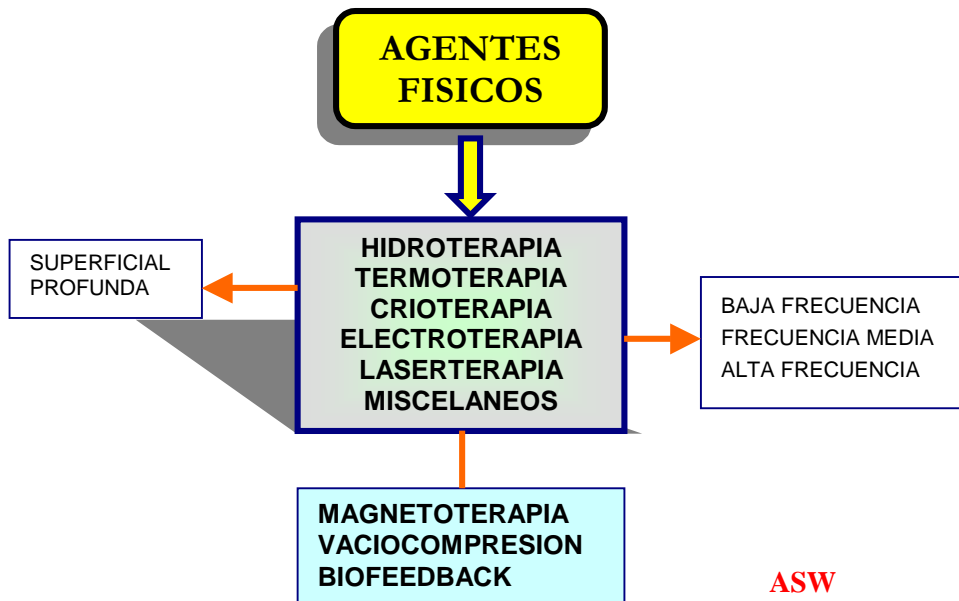 AGENTES
FISICOS
HIDROTERAPIA
TERMOTERAPIA
CRIOTERAPIA
ELECTROTERAPIA
LASERTERAPIA
MISCELANEOS
SUPERFICIAL
PROFUNDA
BAJA FRECUENCIA
FRECUENCIA MEDIA
ALTA FRECUENCIA
MAGNETOTERAPIA
VACIOCOMPRESION
BIOFEEDBACK
ASW